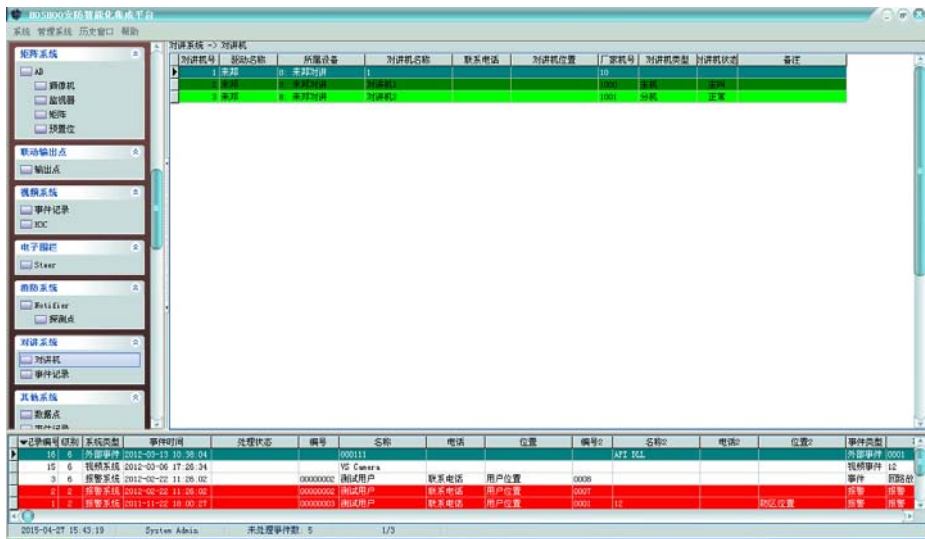 HOSHOO安防智能化集成平台
系统 管理系统 历史窗口 帮助
矩阵系统
AD
摄像机
监视器
矩阵
预置位
联动输出点
输出点
视频系统
事件记录
电子围栏
Steer
消防系统
Notifier
探测点
对讲系统
对讲机
事件记录
其他系统
数据点
对讲系统 -> 对讲机
对讲机号 驱动名称 所属设备 对讲机名称 联系电话 对讲机位置 厂家机号 对讲机类型 对讲机状态 备注
1 来邦 8: 来邦对讲 1 10
2 来邦 8: 来邦对讲 对讲机1 1000 主机 主叫
3 来邦 8: 来邦对讲 对讲机2 1001 分机 正常
记录编号 级别 系统类型 事件时间 处理状态 编号 名称 电话 位置 编号2 名称2 电话2 位置2 事件类型
16 6 外部事件 2012-03-13 10:38:04 000111 API DLL 外部事件 0001
15 6 视频系统 2012-03-06 17:26:34 VS Camera 视频事件 12
3 6 报警系统 2012-02-22 11:26:02 00000002 测试用户 联系电话 用户位置 0008 事件 回路故
2 2 报警系统 2012-02-22 11:26:02 00000002 测试用户 联系电话 用户位置 0007 报警 报警
1 2 报警系统 2011-11-22 18:00:27 00000003 测试用户 联系电话 用户位置 0001 12 防区位置 报警 报警
2015-04-27 15:43:19 System Admin 未处理事件数: 5 1/3